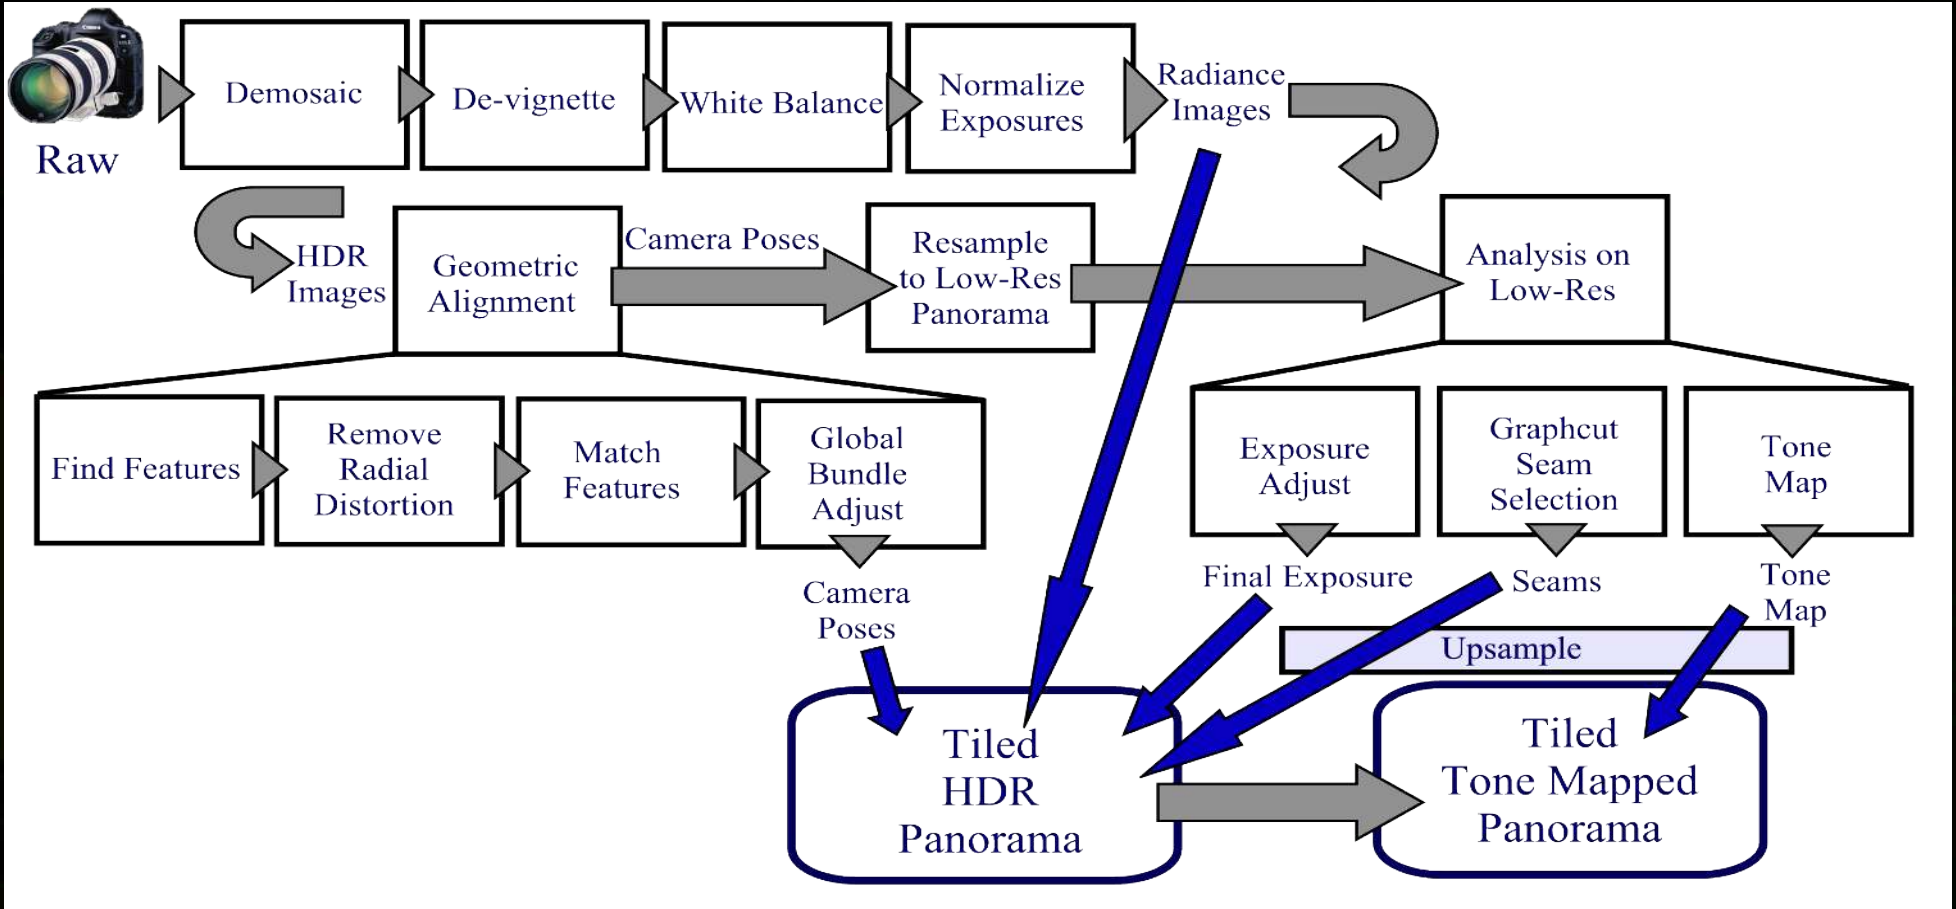 Raw
Demosaic
De-vignette
White Balance
Normalize
Exposures
Radiance
Images
HDR
Images
Geometric
Alignment
Camera Poses
Resample
to Low-Res
Panorama
Analysis on
Low-Res
Find Features
Remove
Radial
Distortion
Match
Features
Global
Bundle
Adjust
Exposure
Adjust
Graphcut
Seam
Selection
Tone
Map
Camera
Poses
Final Exposure
Seams
Tone
Map
Upsample
Tiled
HDR
Panorama
Tiled
Tone Mapped
Panorama